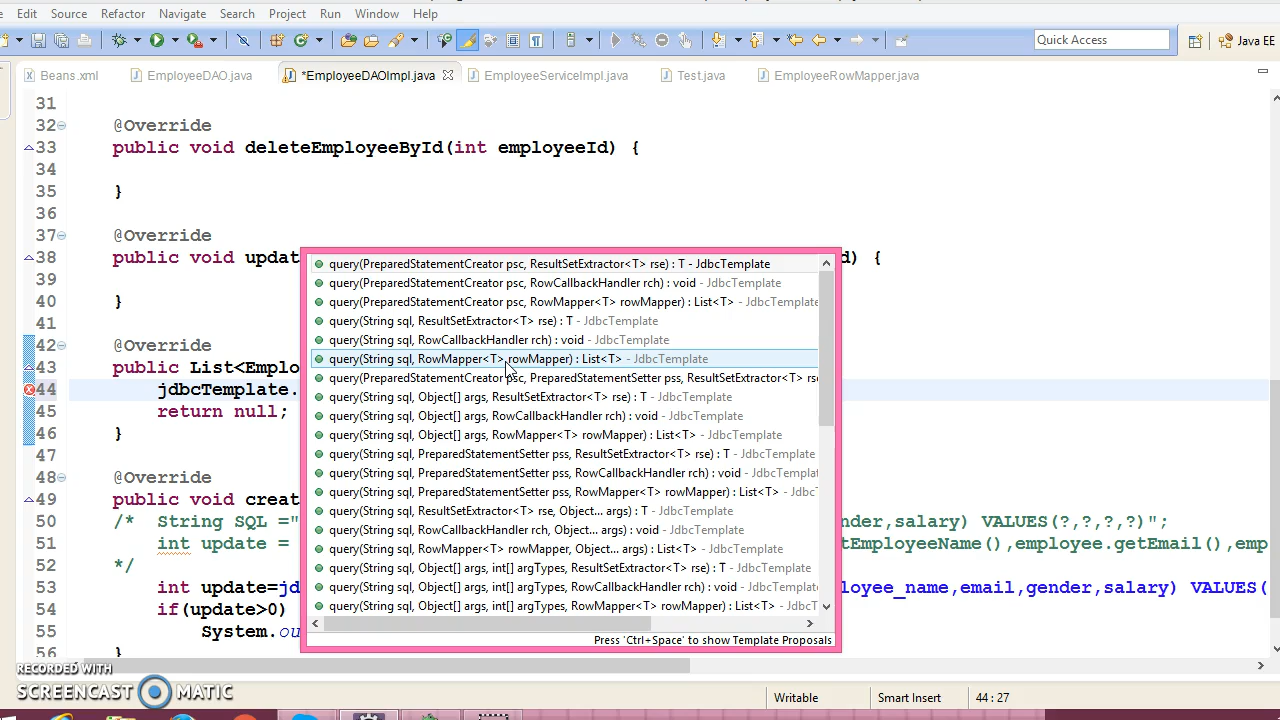 Edit Source Refactor Navigate Search Project Run Window Help
Quick Access
Java EE
Beans.xml
EmployeeDAO.java
*EmployeeDAOImpl.java
EmployeeServiceImpl.java
Test.java
EmployeeRowMapper.java
31
32 @Override
33 public void deleteEmployeeById(int employeeId) {
34
35 }
36
37 @Override
38 public void updat d) {
39
40 }
41
42 @Override
43 public List<Emplo
44 jdbcTemplate.
45 return null;
46 }
47
48 @Override
49 public void creat
50 /* String SQL =" nder,salary) VALUES(?,?,?,?)";
51 int update = tEmployeeName(),employee.getEmail(),emp
52 */
53 int update=jd ployee_name,email,gender,salary) VALUES(
54 if(update>0)
55 System.ou
56 }
query(PreparedStatementCreator psc, ResultSetExtractor<T> rse) : T - JdbcTemplate
query(PreparedStatementCreator psc, RowCallbackHandler rch) : void - JdbcTemplate
query(PreparedStatementCreator psc, RowMapper<T> rowMapper) : List<T> - JdbcTemplate
query(String sql, ResultSetExtractor<T> rse) : T - JdbcTemplate
query(String sql, RowCallbackHandler rch) : void - JdbcTemplate
query(String sql, RowMapper<T> rowMapper) : List<T> - JdbcTemplate
query(PreparedStatementCreator psc, PreparedStatementSetter pss, ResultSetExtractor<T> rse
query(String sql, Object[] args, ResultSetExtractor<T> rse) : T - JdbcTemplate
query(String sql, Object[] args, RowCallbackHandler rch) : void - JdbcTemplate
query(String sql, Object[] args, RowMapper<T> rowMapper) : List<T> - JdbcTemplate
query(String sql, PreparedStatementSetter pss, ResultSetExtractor<T> rse) : T - JdbcTemplate
query(String sql, PreparedStatementSetter pss, RowCallbackHandler rch) : void - JdbcTemplate
query(String sql, PreparedStatementSetter pss, RowMapper<T> rowMapper) : List<T> - JdbcT
query(String sql, ResultSetExtractor<T> rse, Object... args) : T - JdbcTemplate
query(String sql, RowCallbackHandler rch, Object... args) : void - JdbcTemplate
query(String sql, RowMapper<T> rowMapper, Object... args) : List<T> - JdbcTemplate
query(String sql, Object[] args, int[] argTypes, ResultSetExtractor<T> rse) : T - JdbcTemplate
query(String sql, Object[] args, int[] argTypes, RowCallbackHandler rch) : void - JdbcTemplate
query(String sql, Object[] args, int[] argTypes, RowMapper<T> rowMapper) : List<T> - JdbcT
Press 'Ctrl+Space' to show Template Proposals
RECORDED WITH
SCREENCAST MATIC
Writable
Smart Insert
44 : 27